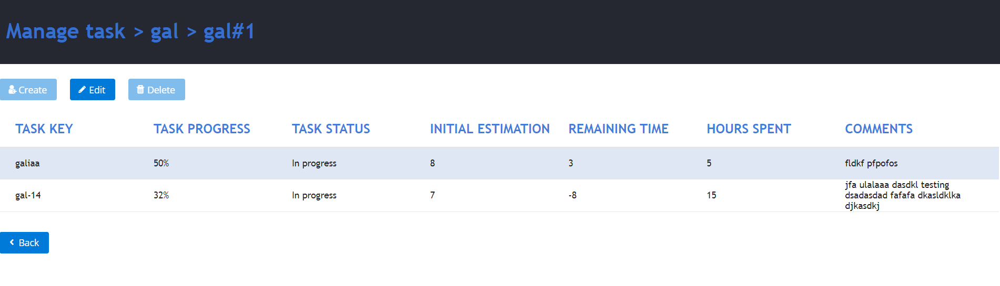 Manage task > gal > gal#1
Create Edit Delete
TASK KEY TASK PROGRESS TASK STATUS INITIAL ESTIMATION REMAINING TIME HOURS SPENT COMMENTS
galiaa 50% In progress 8 3 5 fldkf pfpofos
gal-14 32% In progress 7 -8 15 jfa ulalaaa dasdkl testing
dsadasdad fafafa dkasldklka
djkasdkj
Back